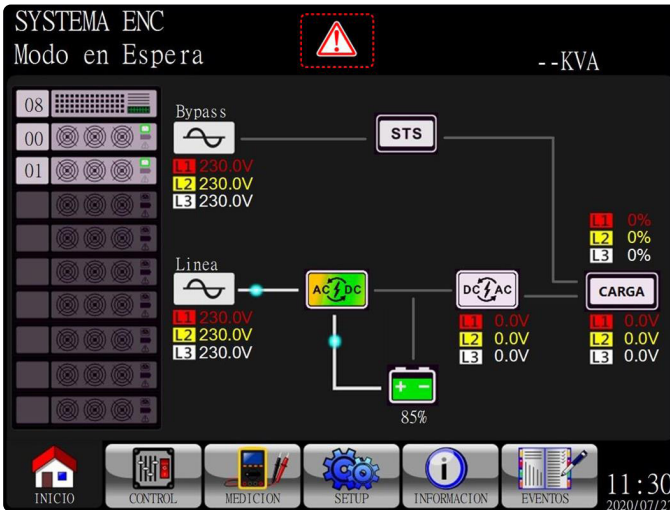 SYSTEMA ENC
Modo en Espera
--KVA
08
00
01
Bypass
L1 230.0V
L2 230.0V
L3 230.0V
STS
L1 0%
L2 0%
L3 0%
Linea
L1 230.0V
L2 230.0V
L3 230.0V
AC DC
DC AC
L1 0.0V
L2 0.0V
L3 0.0V
CARGA
L1 0.0V
L2 0.0V
L3 0.0V
+ -
85%
INICIO
CONTROL
MEDICION
SETUP
INFORMACION
EVENTOS
11:30
2020/07/27